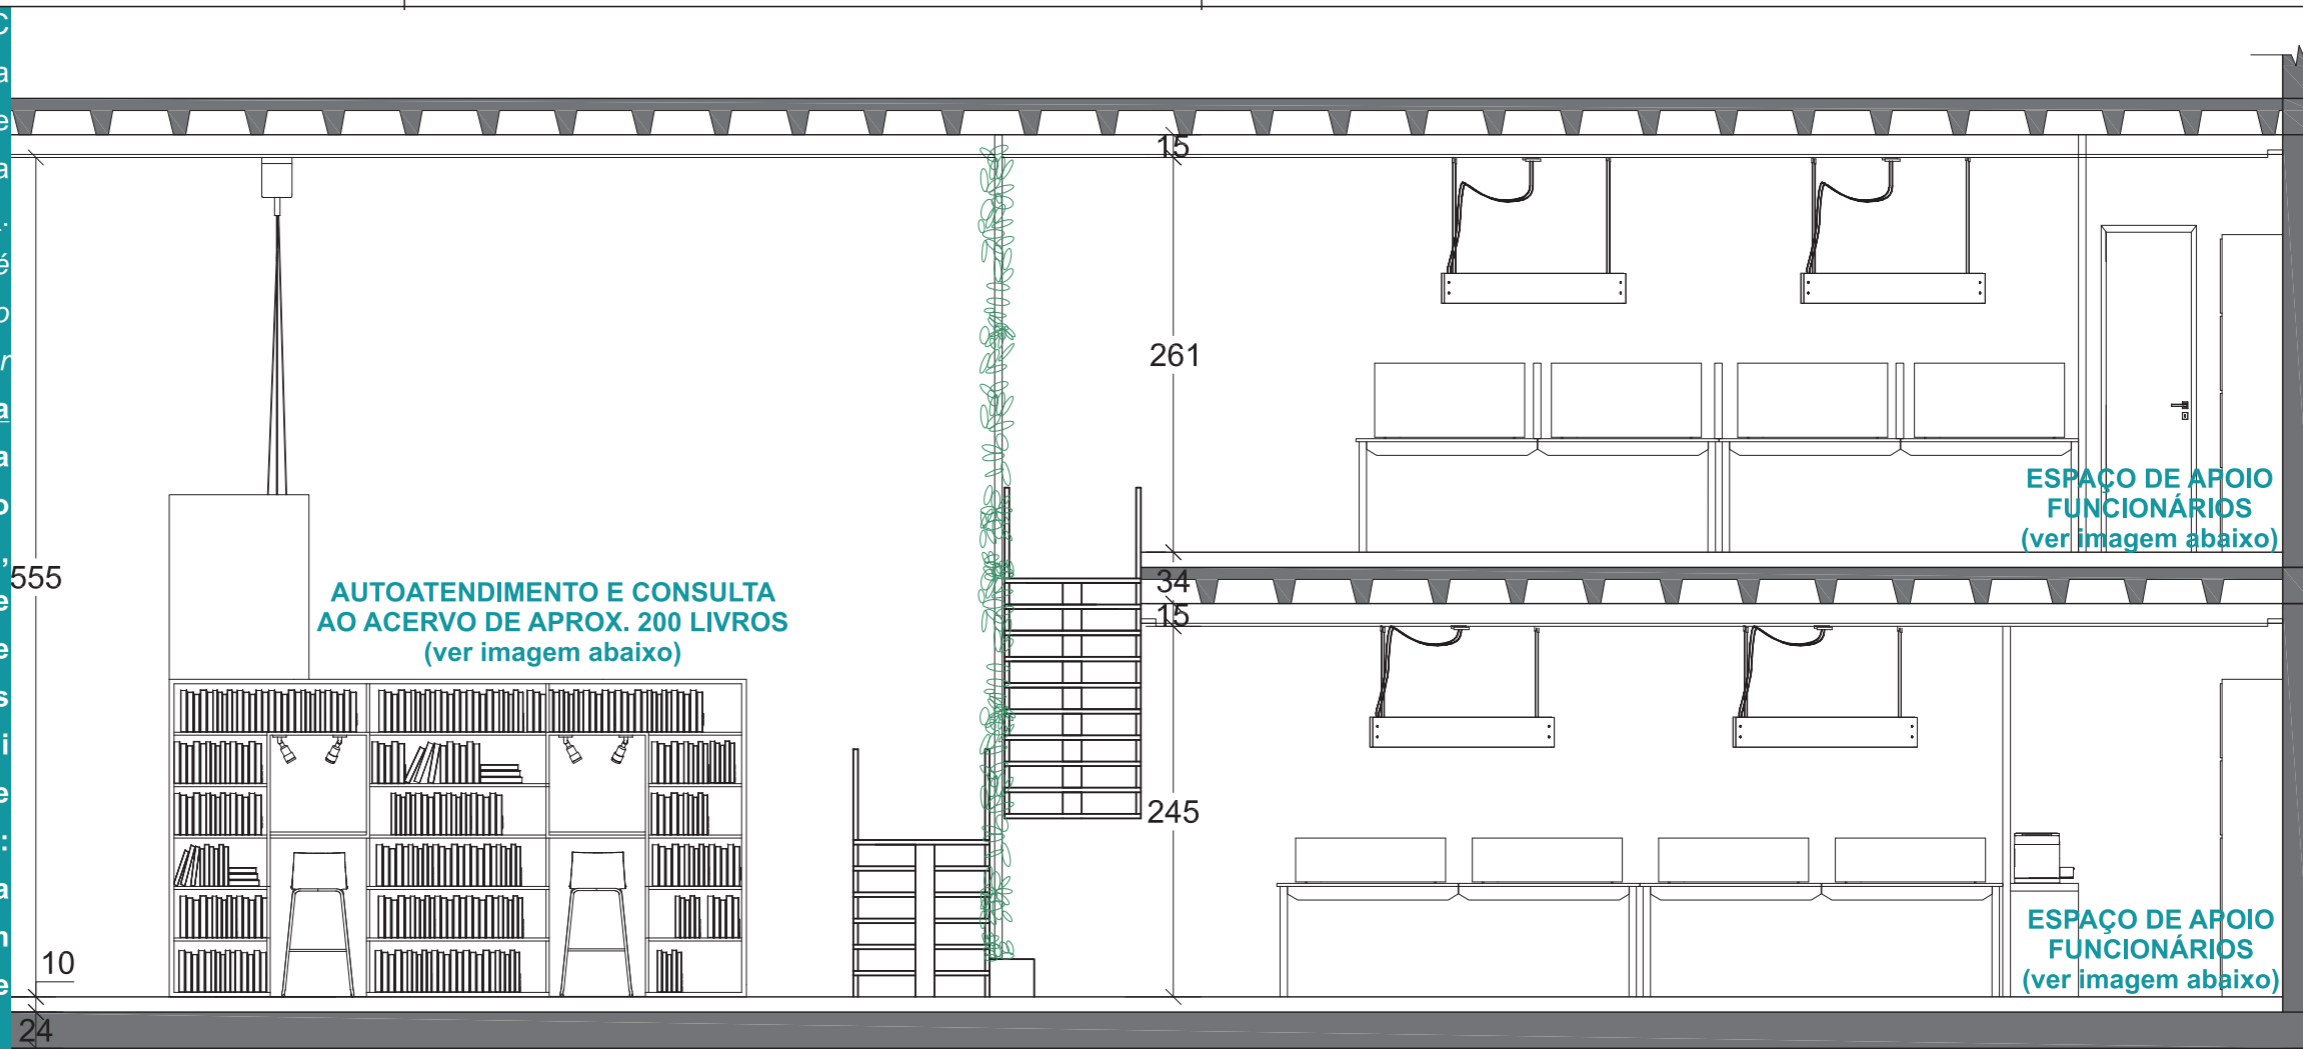 15
261
555
34
15
245
10
24
AUTOATENDIMENTO E CONSULTA
AO ACERVO DE APROX. 200 LIVROS
(ver imagem abaixo)
ESPAÇO DE APOIO
FUNCIONÁRIOS
(ver imagem abaixo)
ESPAÇO DE APOIO
FUNCIONÁRIOS
(ver imagem abaixo)